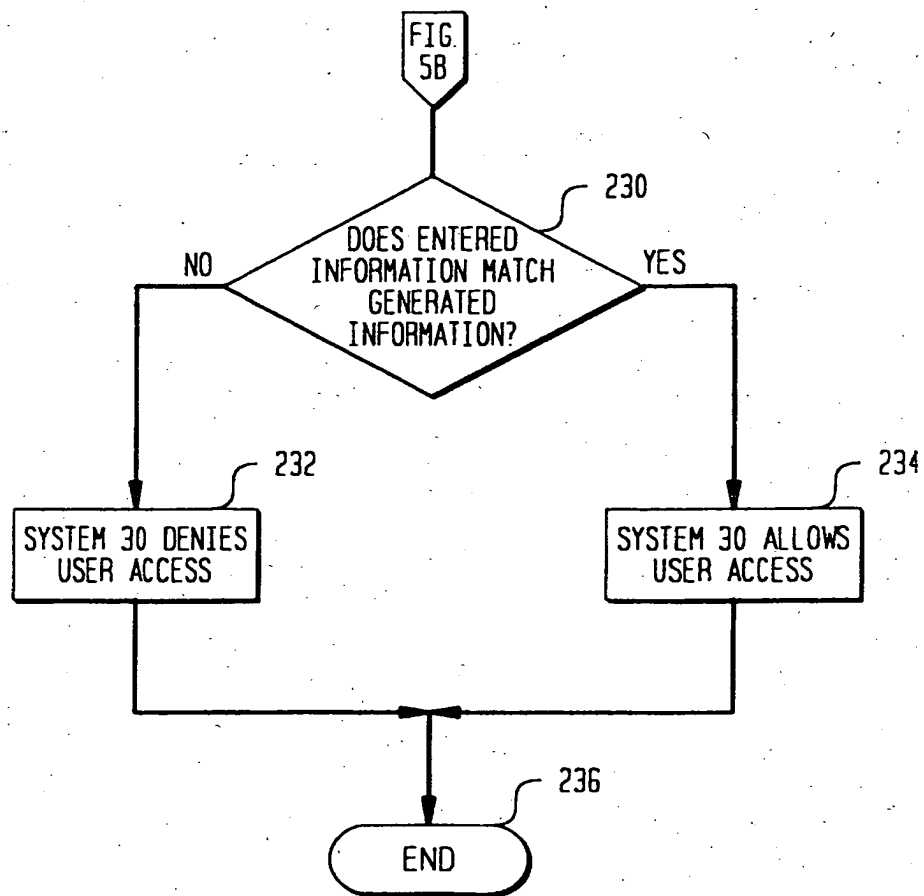 FIG.
5B
230
DOES ENTERED
INFORMATION MATCH
GENERATED
INFORMATION?
NO
YES
232
SYSTEM 30 DENIES
USER ACCESS
234
SYSTEM 30 ALLOWS
USER ACCESS
236
END